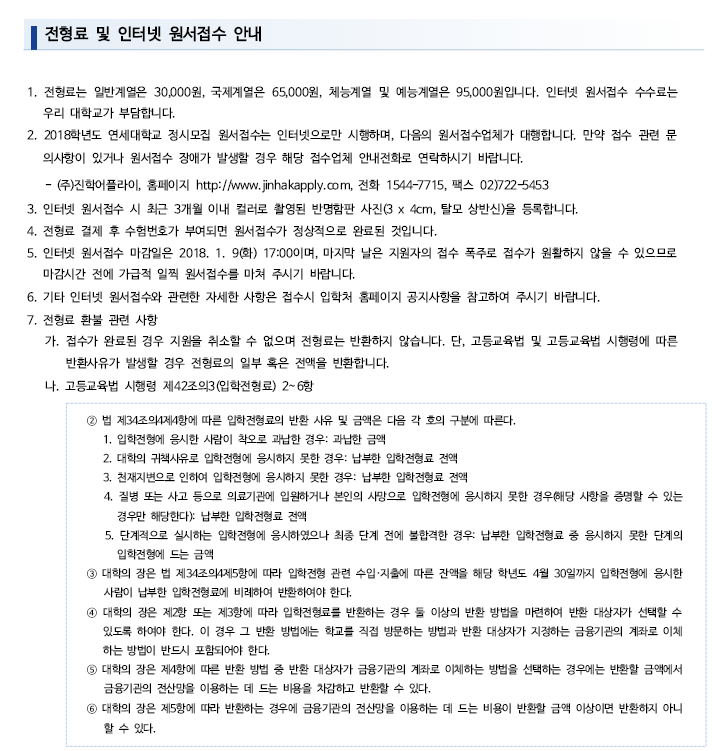 전형료 및 인터넷 원서접수 안내
1. 전형료는 일반계열은 30,000원, 국제계열은 65,000원, 체능계열 및 예능계열은 95,000원입니다. 인터넷 원서접수 수수료는
우리 대학교가 부담합니다.
2. 2018학년도 연세대학교 정시모집 원서접수는 인터넷으로만 시행하며, 다음의 원서접수업체가 대행합니다. 만약 접수 관련 문
의사항이 있거나 원서접수 장애가 발생할 경우 해당 접수업체 안내전화로 연락하시기 바랍니다.
- (주)진학어플라이, 홈페이지 http://www.jinhakapply.com, 전화 1544-7715, 팩스 02)722-5453
3. 인터넷 원서접수 시 최근 3개월 이내 컬러로 촬영된 반명함판 사진(3 x 4cm, 탈모 상반신)을 등록합니다.
4. 전형료 결제 후 수험번호가 부여되면 원서접수가 정상적으로 완료된 것입니다.
5. 인터넷 원서접수 마감일은 2018. 1. 9(화) 17:00이며, 마지막 날은 지원자의 접수 폭주로 접수가 원활하지 않을 수 있으므로
마감시간 전에 가급적 일찍 원서접수를 마쳐 주시기 바랍니다.
6. 기타 인터넷 원서접수와 관련한 자세한 사항은 접수시 입학처 홈페이지 공지사항을 참고하여 주시기 바랍니다.
7. 전형료 환불 관련 사항
가. 접수가 완료된 경우 지원을 취소할 수 없으며 전형료는 반환하지 않습니다. 단, 고등교육법 및 고등교육법 시행령에 따른
반환사유가 발생할 경우 전형료의 일부 혹은 전액을 반환합니다.
나. 고등교육법 시행령 제42조의3(입학전형료) 2~6항
② 법 제34조의4제4항에 따른 입학전형료의 반환 사유 및 금액은 다음 각 호의 구분에 따른다.
1. 입학전형에 응시한 사람이 착오로 과납한 경우: 과납한 금액
2. 대학의 귀책사유로 입학전형에 응시하지 못한 경우: 납부한 입학전형료 전액
3. 천재지변으로 인하여 입학전형에 응시하지 못한 경우: 납부한 입학전형료 전액
4. 질병 또는 사고 등으로 의료기관에 입원하거나 본인의 사망으로 입학전형에 응시하지 못한 경우(해당 사항을 증명할 수 있는
경우만 해당한다): 납부한 입학전형료 전액
5. 단계적으로 실시하는 입학전형에 응시하였으나 최종 단계 전에 불합격한 경우: 납부한 입학전형료 중 응시하지 못한 단계의
입학전형에 드는 금액
③ 대학의 장은 법 제34조의4제5항에 따라 입학전형 관련 수입·지출에 따른 잔액을 해당 학년도 4월 30일까지 입학전형에 응시한
사람이 납부한 입학전형료에 비례하여 반환하여야 한다.
④ 대학의 장은 제2항 또는 제3항에 따라 입학전형료를 반환하는 경우 둘 이상의 반환 방법을 마련하여 반환 대상자가 선택할 수
있도록 하여야 한다. 이 경우 그 반환 방법에는 학교를 직접 방문하는 방법과 반환 대상자가 지정하는 금융기관의 계좌로 이체
하는 방법이 반드시 포함되어야 한다.
⑤ 대학의 장은 제4항에 따른 반환 방법 중 반환 대상자가 금융기관의 계좌로 이체하는 방법을 선택하는 경우에는 반환할 금액에서
금융기관의 전산망을 이용하는 데 드는 비용을 차감하고 반환할 수 있다.
⑥ 대학의 장은 제5항에 따라 반환하는 경우에 금융기관의 전산망을 이용하는 데 드는 비용이 반환할 금액 이상이면 반환하지 아니
할 수 있다.